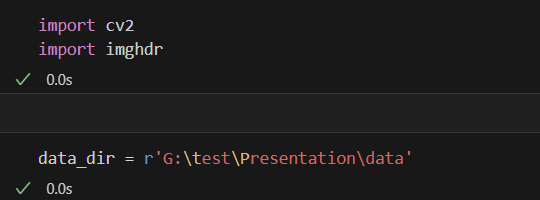 import cv2
import imghdr
✓ 0.0s
data_dir = r'G:\test\Presentation\data'
✓ 0.0s